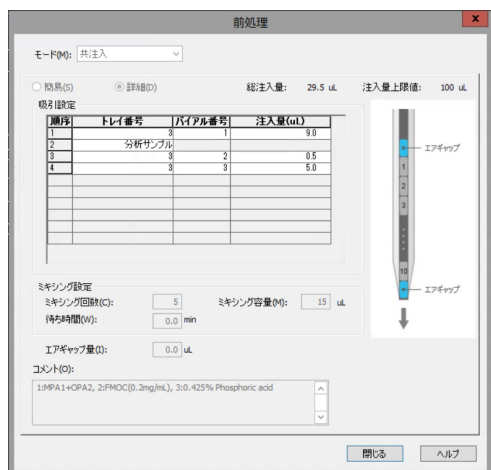 前処理
x
モード(M): 共注入
簡易(S) 詳細(D) 総注入量: 29.5 uL 注入量上限値: 100 uL
吸引設定
順序 トレイ番号 バイアル番号 注入量(uL)
1 3 1 9.0
2 分析サンプル
3 3 2 0.5
4 3 3 5.0
エアギャップ
1
2
3
10
エアギャップ
ミキシング設定
ミキシング回数(C): 5 ミキシング容量(M): 15 uL
待ち時間(W): 0.0 min
エアギャップ量(I): 0.0 uL
コメント(O):
1:MPA1+OPA2, 2:FMOC(0.2mg/mL), 3:0.425% Phosphoric acid
閉じる ヘルプ